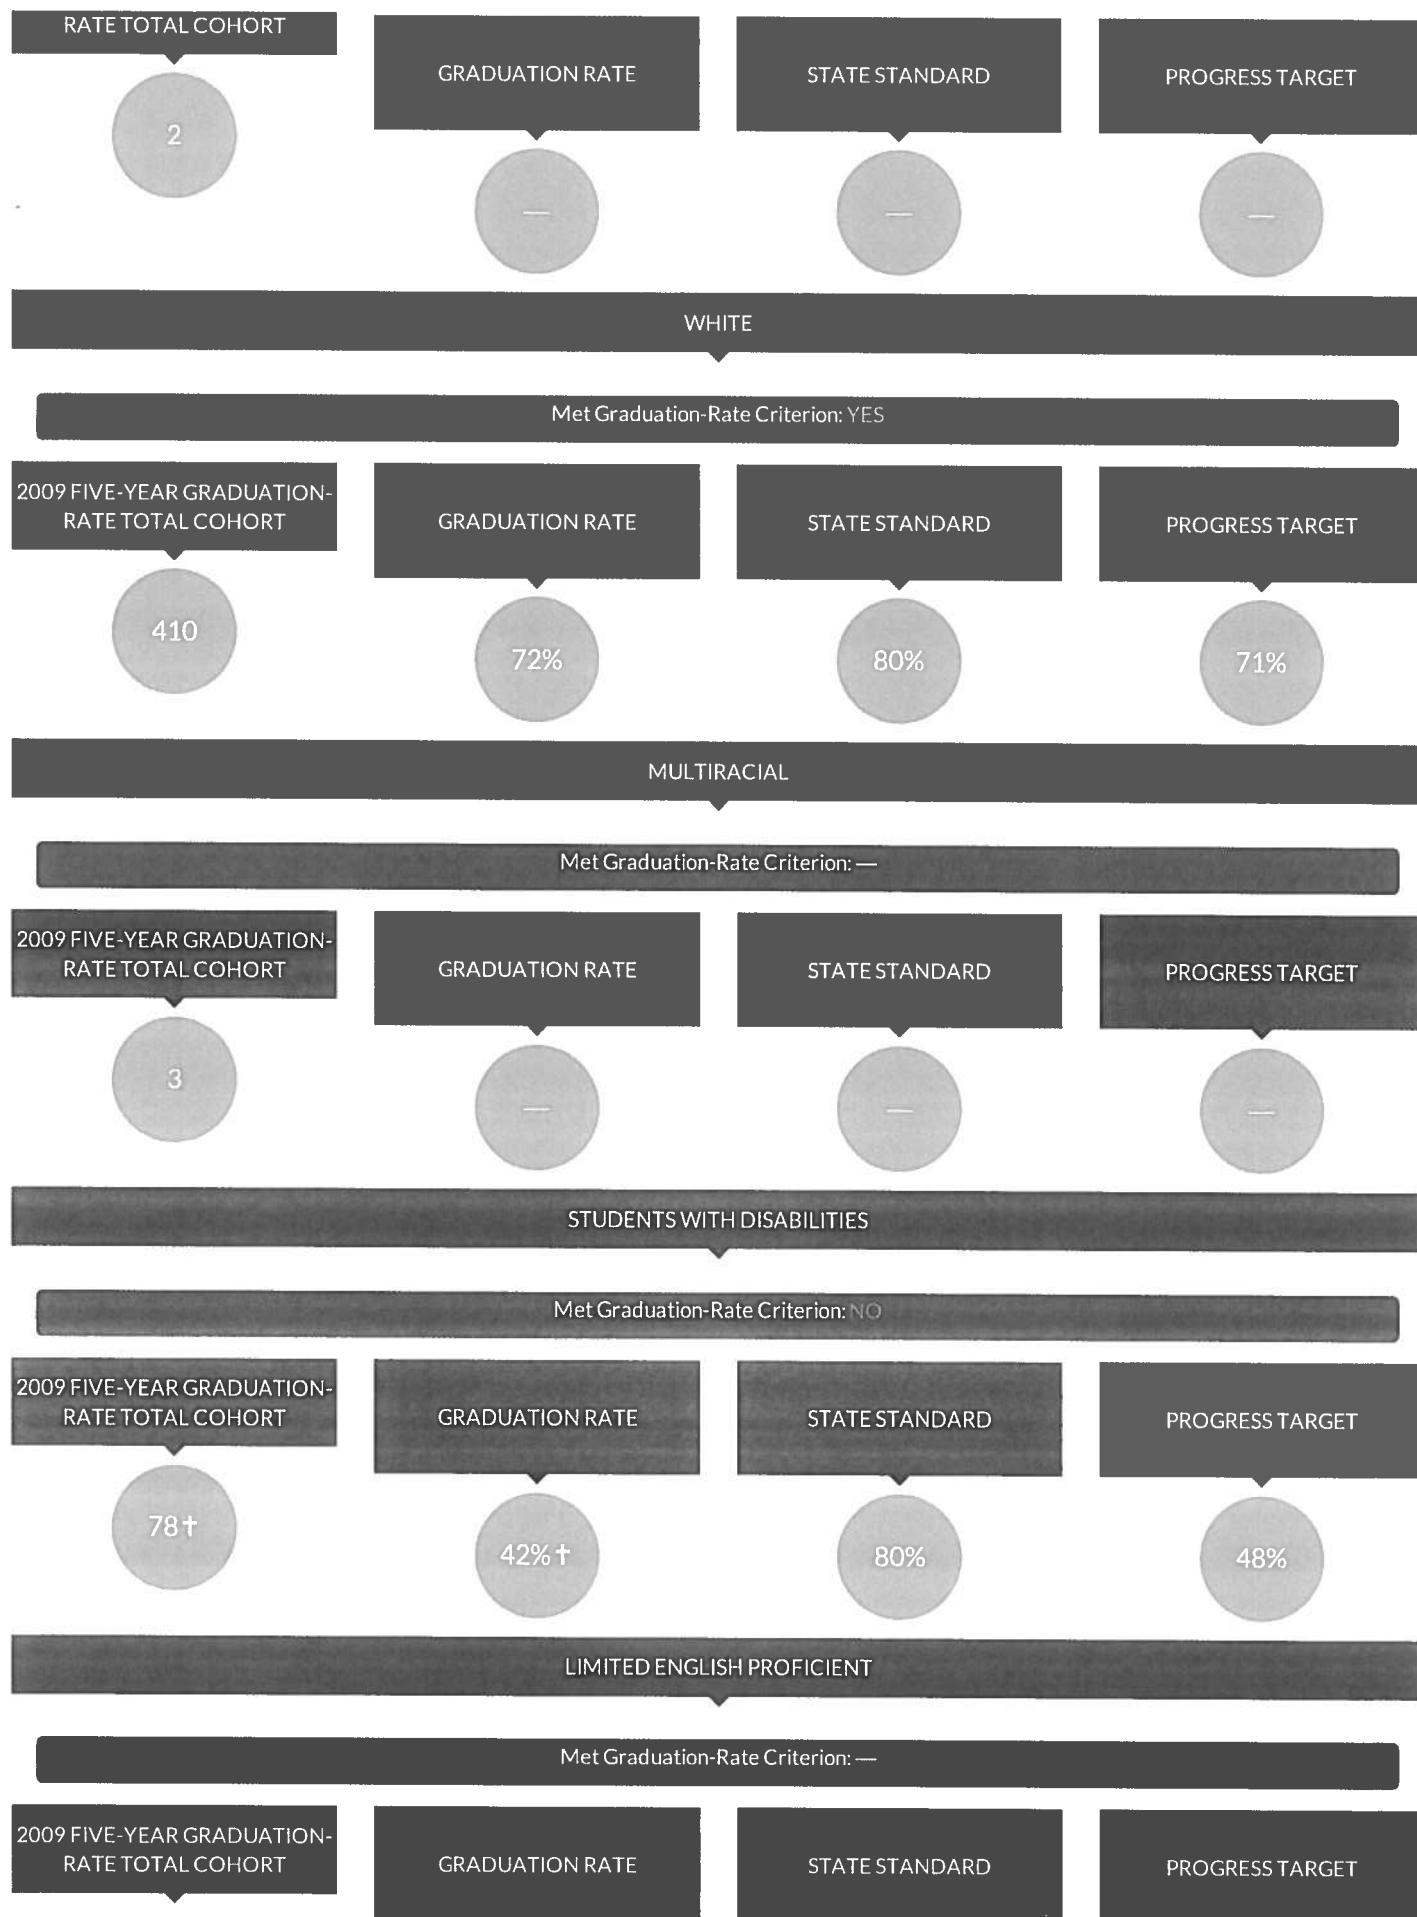 RATE TOTAL COHORT
GRADUATION RATE
STATE STANDARD
PROGRESS TARGET
2
—
—
—
WHITE
Met Graduation-Rate Criterion: YES
2009 FIVE-YEAR GRADUATION-
RATE TOTAL COHORT
GRADUATION RATE
STATE STANDARD
PROGRESS TARGET
410
72%
80%
71%
MULTIRACIAL
Met Graduation-Rate Criterion: —
2009 FIVE-YEAR GRADUATION-
RATE TOTAL COHORT
GRADUATION RATE
STATE STANDARD
PROGRESS TARGET
3
—
—
—
STUDENTS WITH DISABILITIES
Met Graduation-Rate Criterion: NO
2009 FIVE-YEAR GRADUATION-
RATE TOTAL COHORT
GRADUATION RATE
STATE STANDARD
PROGRESS TARGET
78†
42%†
80%
48%
LIMITED ENGLISH PROFICIENT
Met Graduation-Rate Criterion: —
2009 FIVE-YEAR GRADUATION-
RATE TOTAL COHORT
GRADUATION RATE
STATE STANDARD
PROGRESS TARGET